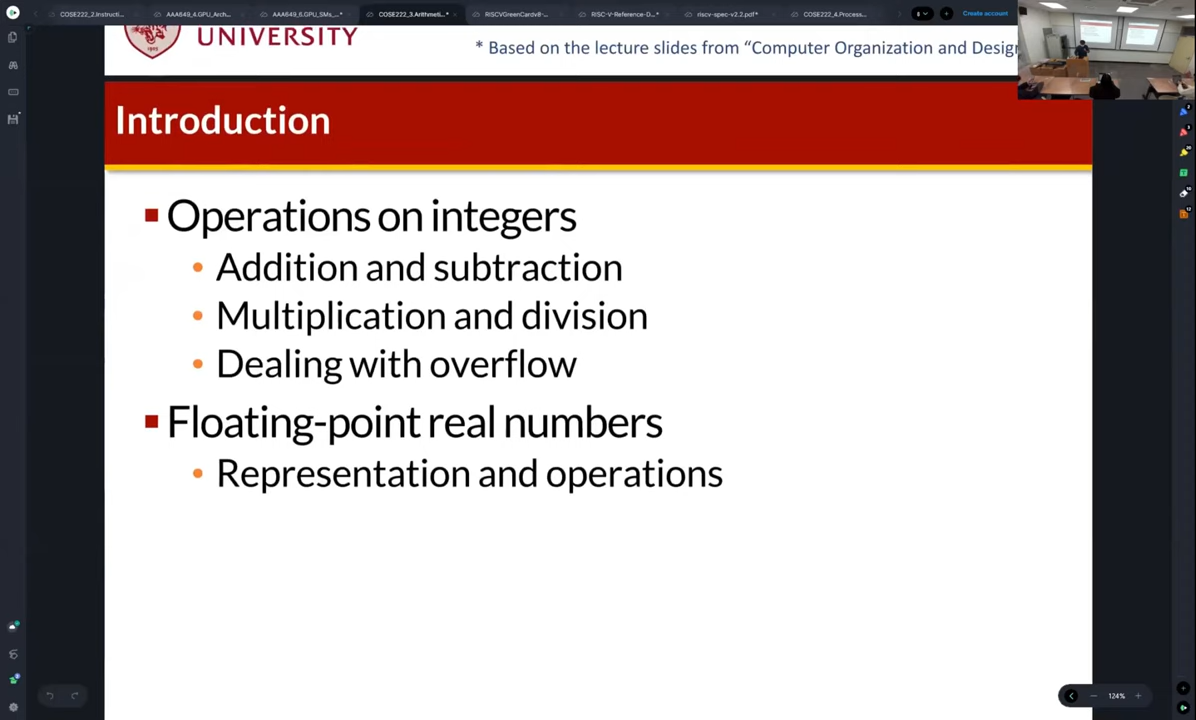 COSE222_2.Instructi...
AAA649_4.GPU_Arch...
AAA649_6.GPU_SMs_...*
COSE222_3.Arithmeti...*
RISCVGreenCardv8-...
RISC-V-Reference-D...*
riscv-spec-v2.2.pdf*
COSE222_4.Process...
Create account
UNIVERSITY
* Based on the lecture slides from “Computer Organization and Desig
Introduction
Operations on integers
Addition and subtraction
Multiplication and division
Dealing with overflow
Floating-point real numbers
Representation and operations
124%